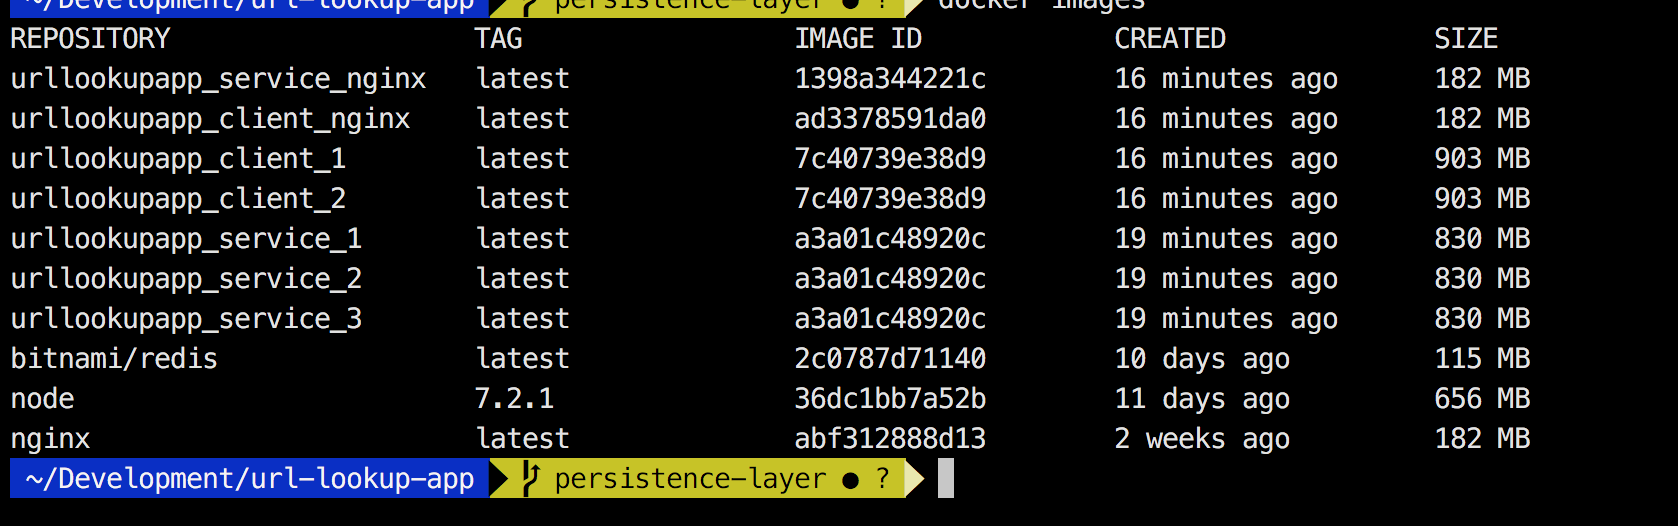 ~/Development/url-lookup-app persistence-layer ● ? docker images
REPOSITORY TAG IMAGE ID CREATED SIZE
urllookupapp_service_nginx latest 1398a344221c 16 minutes ago 182 MB
urllookupapp_client_nginx latest ad3378591da0 16 minutes ago 182 MB
urllookupapp_client_1 latest 7c40739e38d9 16 minutes ago 903 MB
urllookupapp_client_2 latest 7c40739e38d9 16 minutes ago 903 MB
urllookupapp_service_1 latest a3a01c48920c 19 minutes ago 830 MB
urllookupapp_service_2 latest a3a01c48920c 19 minutes ago 830 MB
urllookupapp_service_3 latest a3a01c48920c 19 minutes ago 830 MB
bitnami/redis latest 2c0787d71140 10 days ago 115 MB
node 7.2.1 36dc1bb7a52b 11 days ago 656 MB
nginx latest abf312888d13 2 weeks ago 182 MB
~/Development/url-lookup-app persistence-layer ● ?